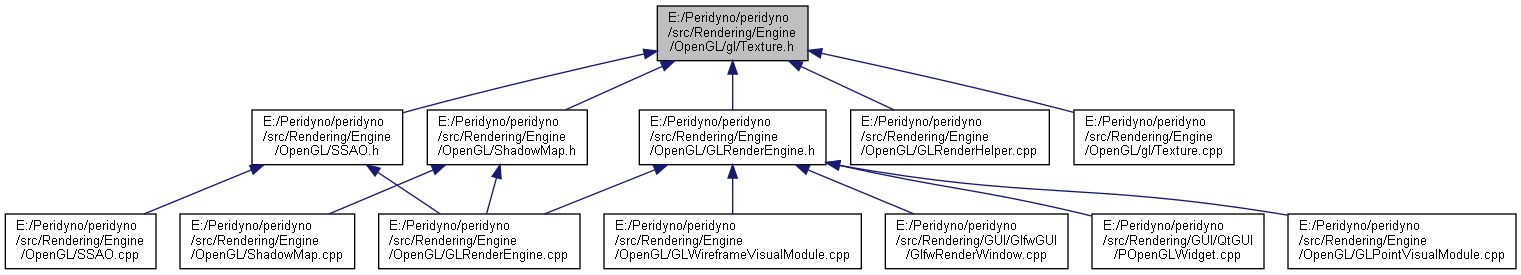 E:/Peridyno/peridyno
/src/Rendering/Engine
/OpenGL/gl/Texture.h
E:/Peridyno/peridyno
/src/Rendering/Engine
/OpenGL/SSAO.h
E:/Peridyno/peridyno
/src/Rendering/Engine
/OpenGL/ShadowMap.h
E:/Peridyno/peridyno
/src/Rendering/Engine
/OpenGL/GLRenderEngine.h
E:/Peridyno/peridyno
/src/Rendering/Engine
/OpenGL/GLRenderHelper.cpp
E:/Peridyno/peridyno
/src/Rendering/Engine
/OpenGL/gl/Texture.cpp
E:/Peridyno/peridyno
/src/Rendering/Engine
/OpenGL/SSAO.cpp
E:/Peridyno/peridyno
/src/Rendering/Engine
/OpenGL/ShadowMap.cpp
E:/Peridyno/peridyno
/src/Rendering/Engine
/OpenGL/GLRenderEngine.cpp
E:/Peridyno/peridyno
/src/Rendering/Engine
/OpenGL/GLWireframeVisualModule.cpp
E:/Peridyno/peridyno
/src/Rendering/GUI/GlfwGUI
/GlfwRenderWindow.cpp
E:/Peridyno/peridyno
/src/Rendering/GUI/QtGUI
/POpenGLWidget.cpp
E:/Peridyno/peridyno
/src/Rendering/Engine
/OpenGL/GLPointVisualModule.cpp